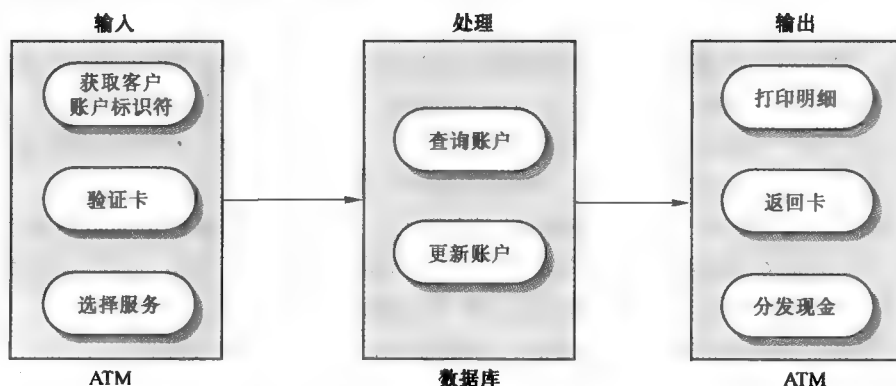 输入
获取客户
账户标识符
验证卡
选择服务
ATM
处理
查询账户
更新账户
数据库
输出
打印明细
返回卡
分发现金
ATM